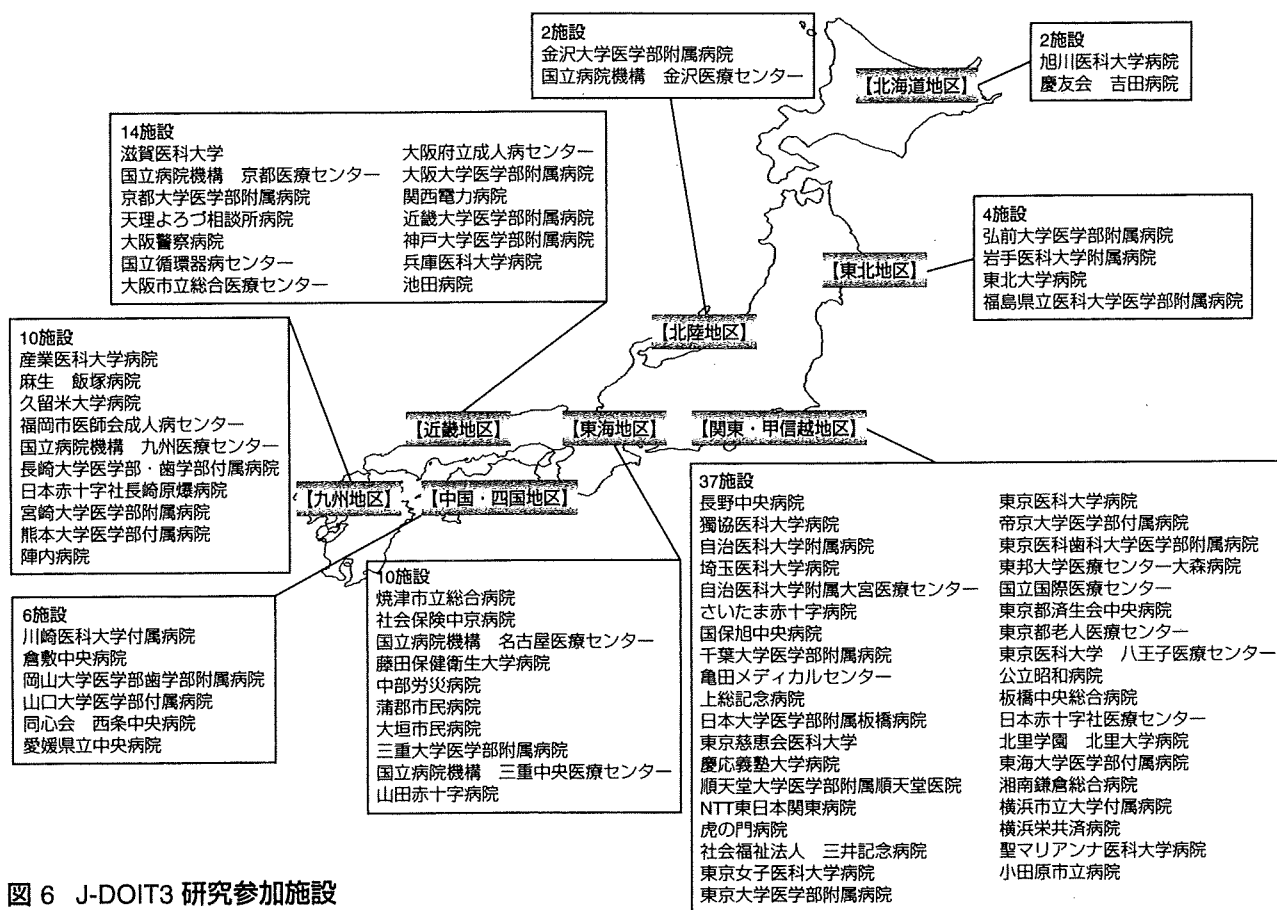 2施設
金沢大学医学部附属病院
国立病院機構　金沢医療センター
2施設
旭川医科大学病院
慶友会　吉田病院
【北海道地区】
14施設
滋賀医科大学
国立病院機構　京都医療センター
京都大学医学部附属病院
天理よろづ相談所病院
大阪警察病院
国立循環器病センター
大阪市立総合医療センター
大阪府立成人病センター
大阪大学医学部附属病院
関西電力病院
近畿大学医学部附属病院
神戸大学医学部附属病院
兵庫医科大学病院
池田病院
4施設
弘前大学医学部附属病院
岩手医科大学附属病院
東北大学病院
福島県立医科大学医学部附属病院
【東北地区】
【北陸地区】
10施設
産業医科大学病院
麻生　飯塚病院
久留米大学病院
福岡市医師会成人病センター
国立病院機構　九州医療センター
長崎大学医学部・歯学部付属病院
日本赤十字社長崎原爆病院
宮崎大学医学部附属病院
熊本大学医学部付属病院
陣内病院
【近畿地区】
【東海地区】
【関東・甲信越地区】
【九州地区】
【中国・四国地区】
6施設
川崎医科大学付属病院
倉敷中央病院
岡山大学医学部歯学部附属病院
山口大学医学部付属病院
同心会　西条中央病院
愛媛県立中央病院
10施設
焼津市立総合病院
社会保険中京病院
国立病院機構　名古屋医療センター
藤田保健衛生大学病院
中部労災病院
蒲郡市民病院
大垣市民病院
三重大学医学部附属病院
国立病院機構　三重中央医療センター
山田赤十字病院
37施設
長野中央病院
獨協医科大学病院
自治医科大学附属病院
埼玉医科大学病院
自治医科大学附属大宮医療センター
さいたま赤十字病院
国保旭中央病院
千葉大学医学部附属病院
亀田メディカルセンター
上総記念病院
日本大学医学部附属板橋病院
東京慈恵会医科大学
慶応義塾大学病院
順天堂大学医学部附属順天堂医院
NTT東日本関東病院
虎の門病院
社会福祉法人　三井記念病院
東京女子医科大学病院
東京大学医学部附属病院
東京医科大学病院
帝京大学医学部付属病院
東京医科歯科大学医学部附属病院
東邦大学医療センター大森病院
国立国際医療センター
東京都済生会中央病院
東京都老人医療センター
東京医科大学　八王子医療センター
公立昭和病院
板橋中央総合病院
日本赤十字社医療センター
北里学園　北里大学病院
東海大学医学部付属病院
湘南鎌倉総合病院
横浜市立大学付属病院
横浜栄共済病院
聖マリアンナ医科大学病院
小田原市立病院
図 6　J-DOIT3 研究参加施設